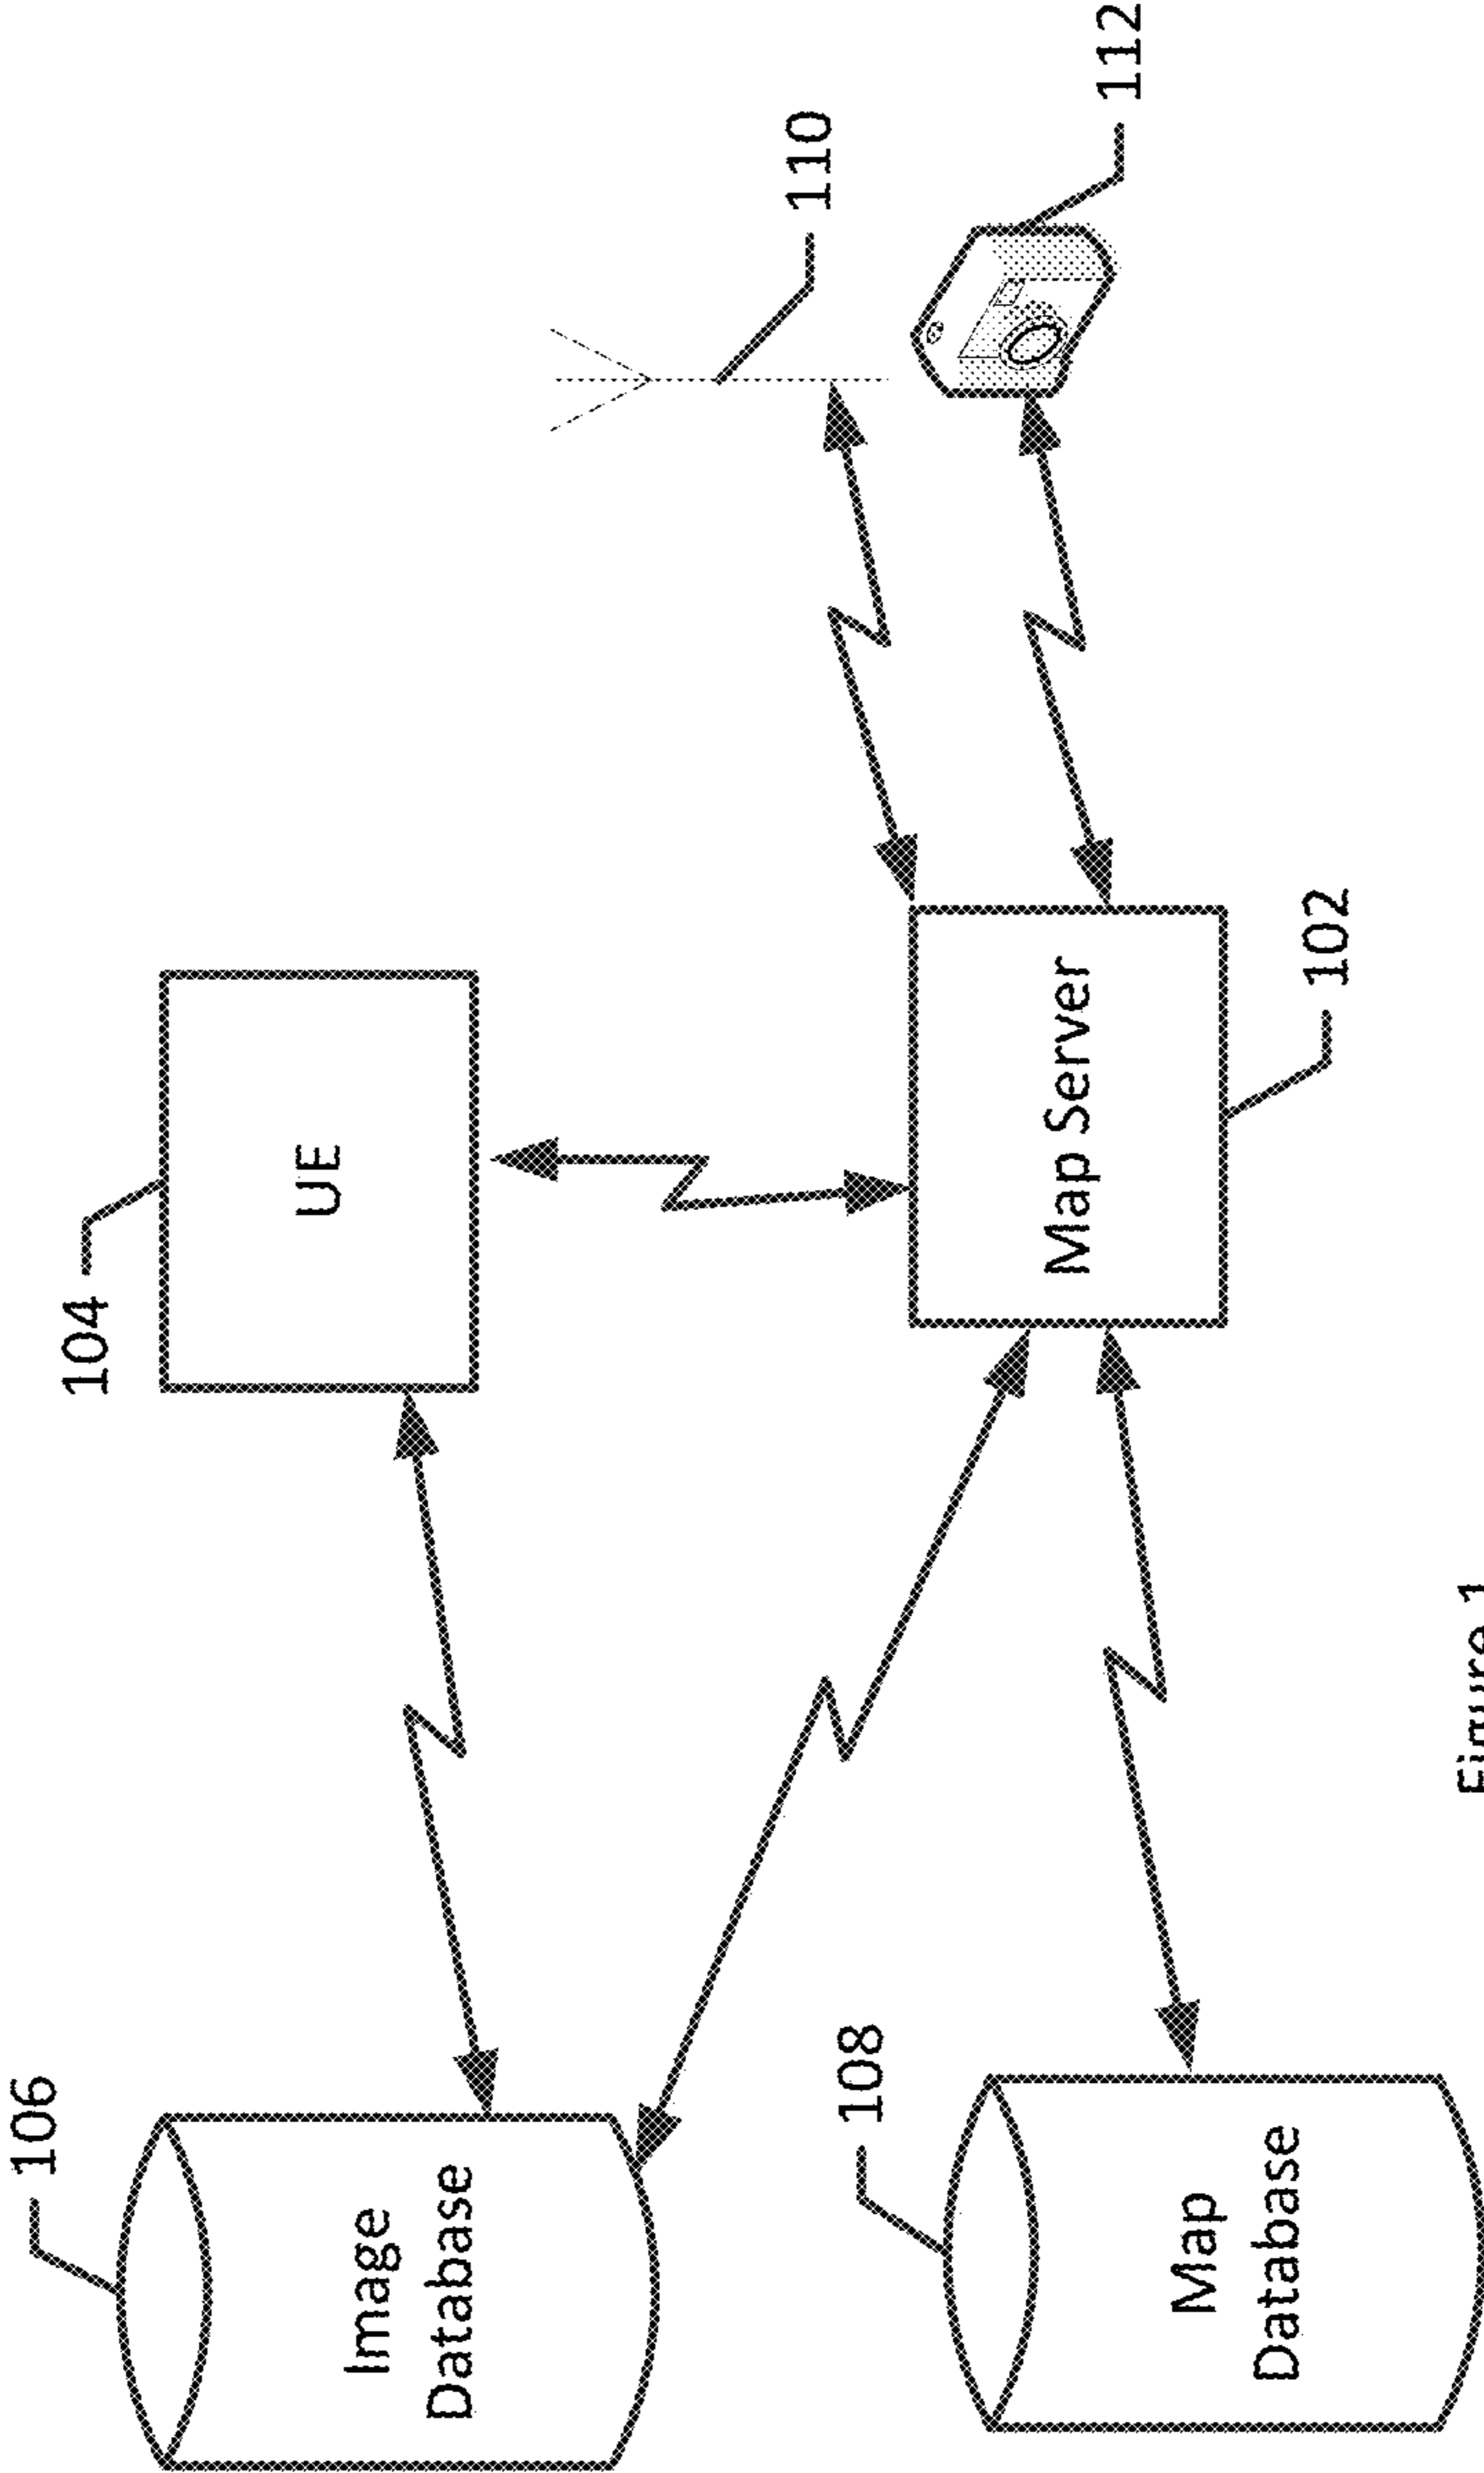 106
Image
Database
104
UE
108
Map
Database
Map Server
102
110
112
Figure 1